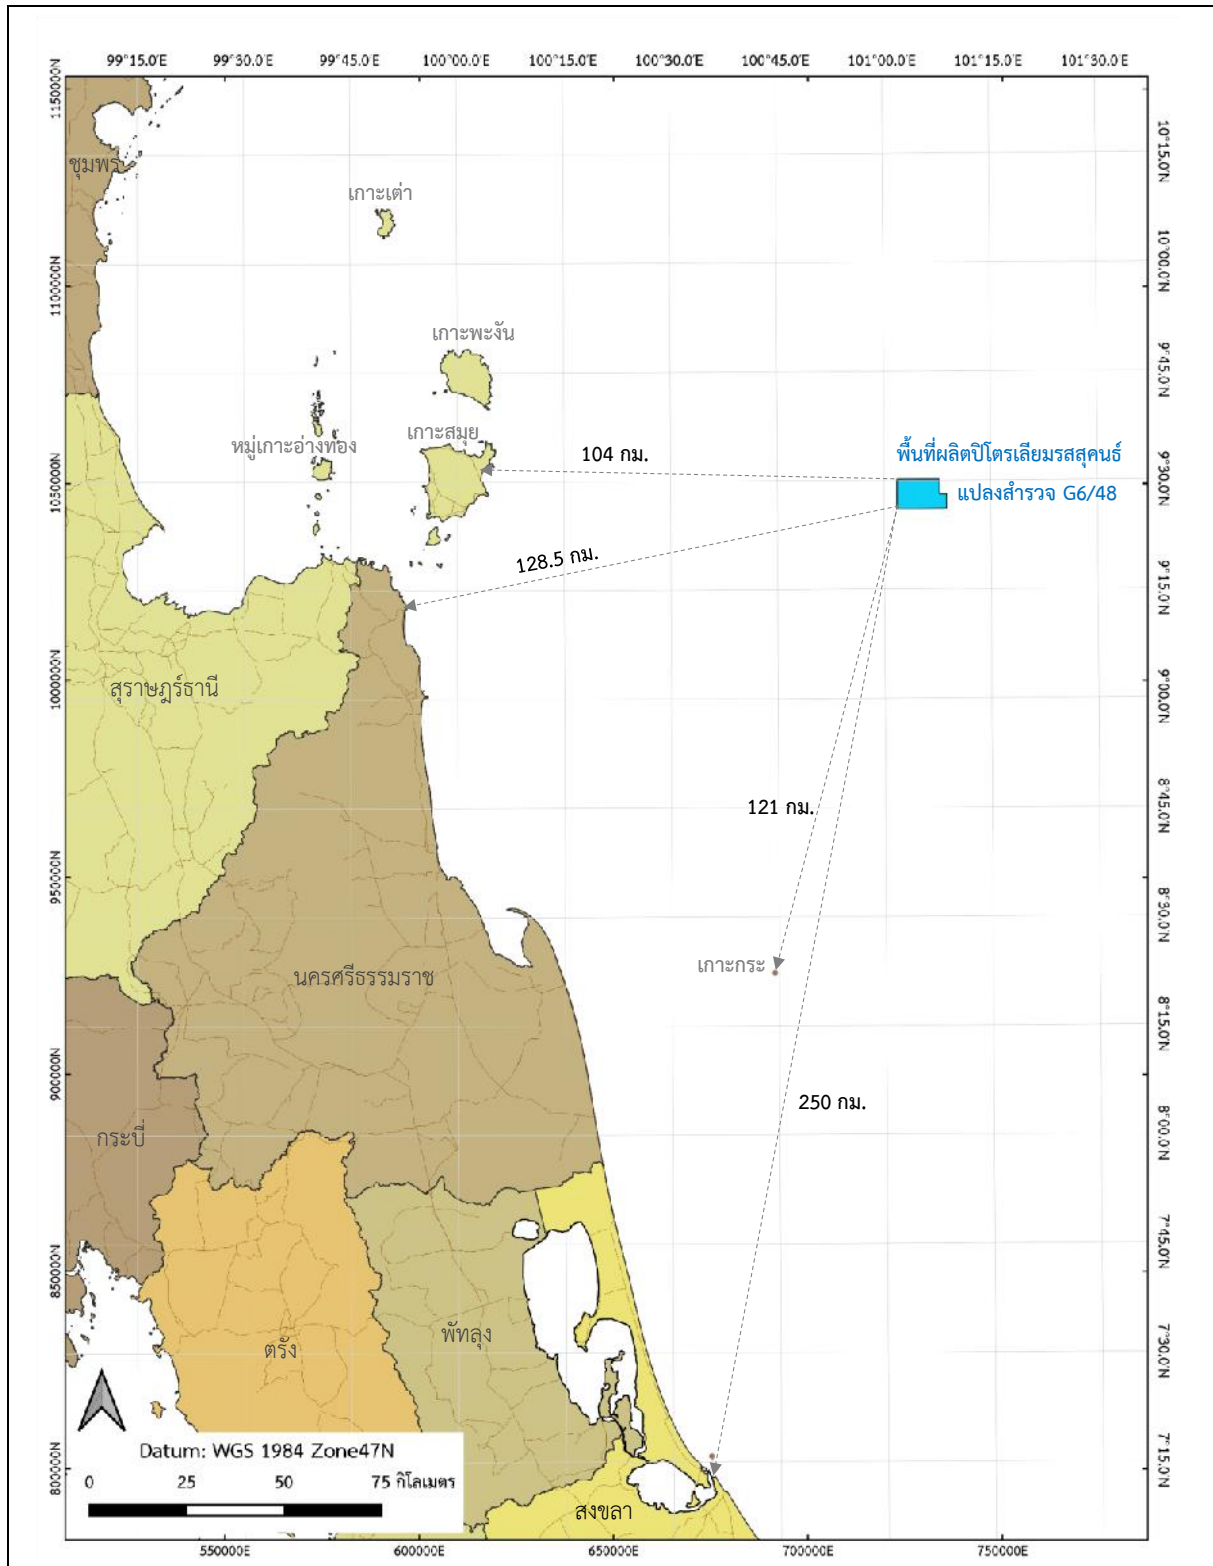 99°15.0'E 99°30.0'E 99°45.0'E 100°00.0'E 100°15.0'E 100°30.0'E 100°45.0'E 101°00.0'E 101°15.0'E 101°30.0'E
1150000N
10°15.0'N
ชุมพร
เกาะเต่า
10°00.0'N
1100000N
เกาะพะงัน
9°45.0'N
หมู่เกาะอ่างทอง
เกาะสมุย
104 กม.
พื้นที่ผลิตปิโตรเลียมรสสุคนธ์
แปลงสำรวจ G6/48
1050000N
9°30.0'N
128.5 กม.
9°15.0'N
สุราษฎร์ธานี
1000000N
9°00.0'N
121 กม.
8°45.0'N
950000N
8°30.0'N
เกาะกระ
นครศรีธรรมราช
8°15.0'N
900000N
250 กม.
กระบี่
8°00.0'N
850000N
7°45.0'N
พัทลุง
ตรัง
7°30.0'N
Datum: WGS 1984 Zone47N
0 25 50 75 กิโลเมตร
800000N
7°15.0'N
สงขลา
550000E 600000E 650000E 700000E 750000E